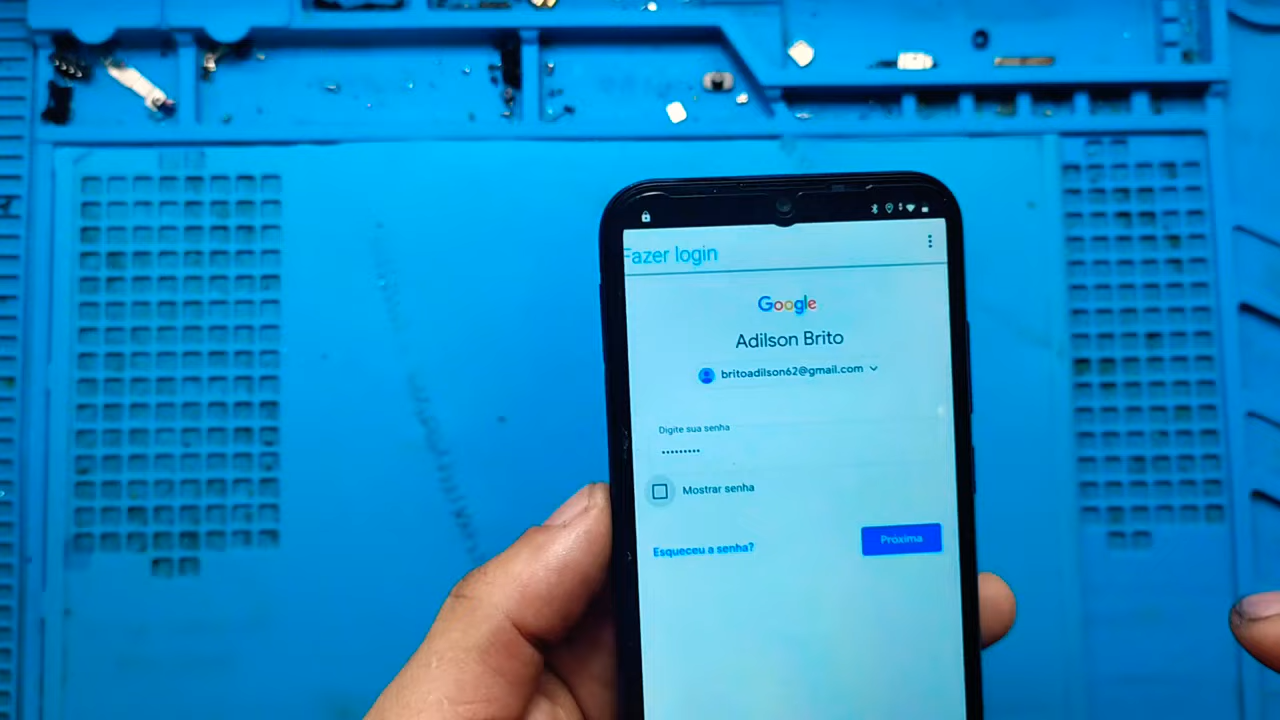 Fazer login
Google
Adilson Brito
britoadilson62@gmail.com
Digite sua senha
•••••••••
Mostrar senha
Esqueceu a senha?
Próxima